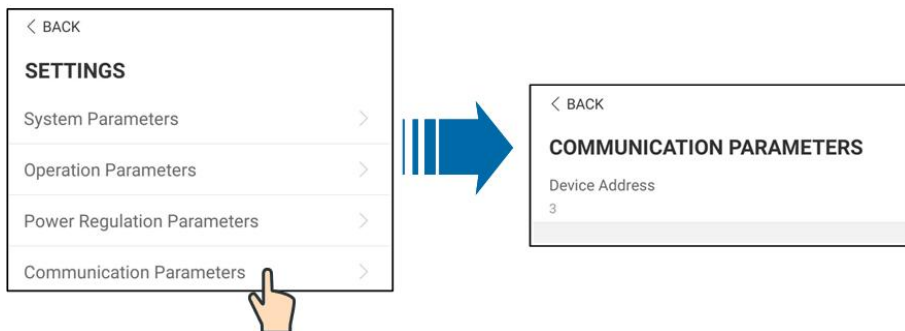 < BACK
SETTINGS
System Parameters >
Operation Parameters >
Power Regulation Parameters >
Communication Parameters >
< BACK
COMMUNICATION PARAMETERS
Device Address
3